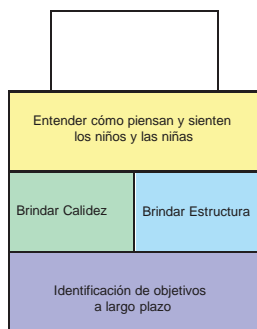 Entender cómo piensan y sienten
los niños y las niñas
Brindar Calidez
Brindar Estructura
Identificación de objetivos
a largo plazo